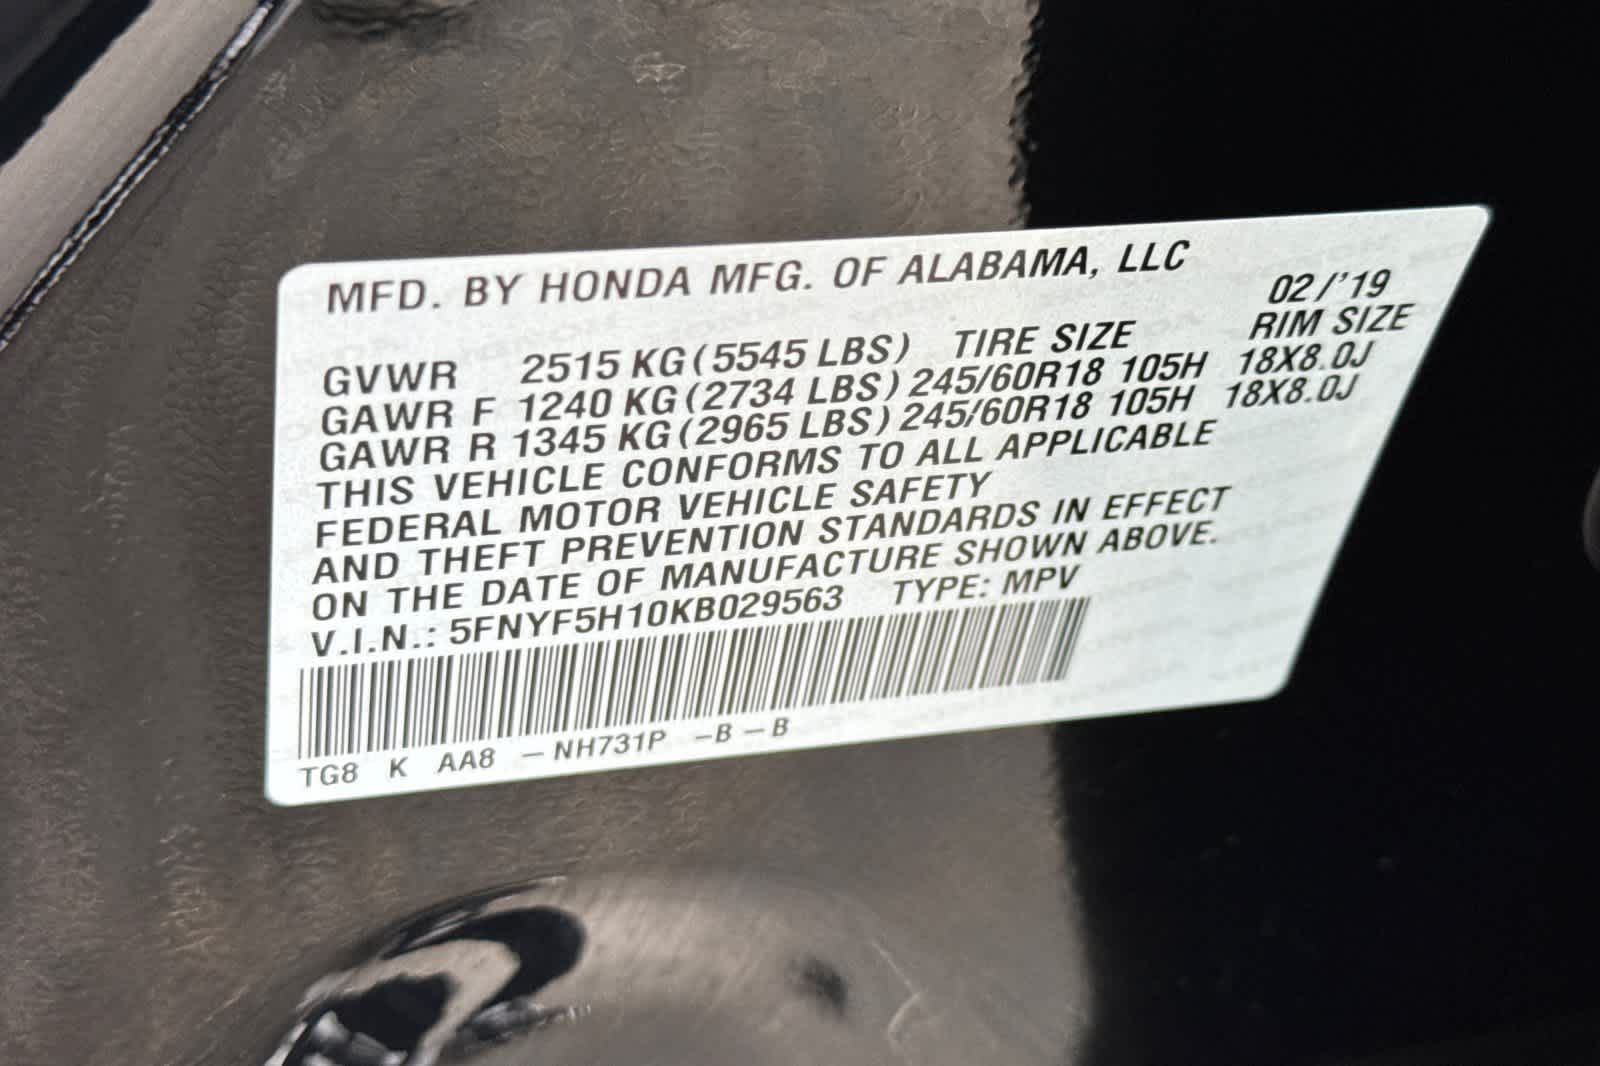 MFD. BY HONDA MFG. OF ALABAMA, LLC
02/'19
GVWR 2515 KG (5545 LBS) TIRE SIZE RIM SIZE
GAWR F 1240 KG (2734 LBS) 245/60R18 105H 18X8.0J
GAWR R 1345 KG (2965 LBS) 245/60R18 105H 18X8.0J
THIS VEHICLE CONFORMS TO ALL APPLICABLE
FEDERAL MOTOR VEHICLE SAFETY
AND THEFT PREVENTION STANDARDS IN EFFECT
ON THE DATE OF MANUFACTURE SHOWN ABOVE.
V.I.N.: 5FNYF5H10KB029563 TYPE: MPV
TG8 K AA8 –NH731P –B–B